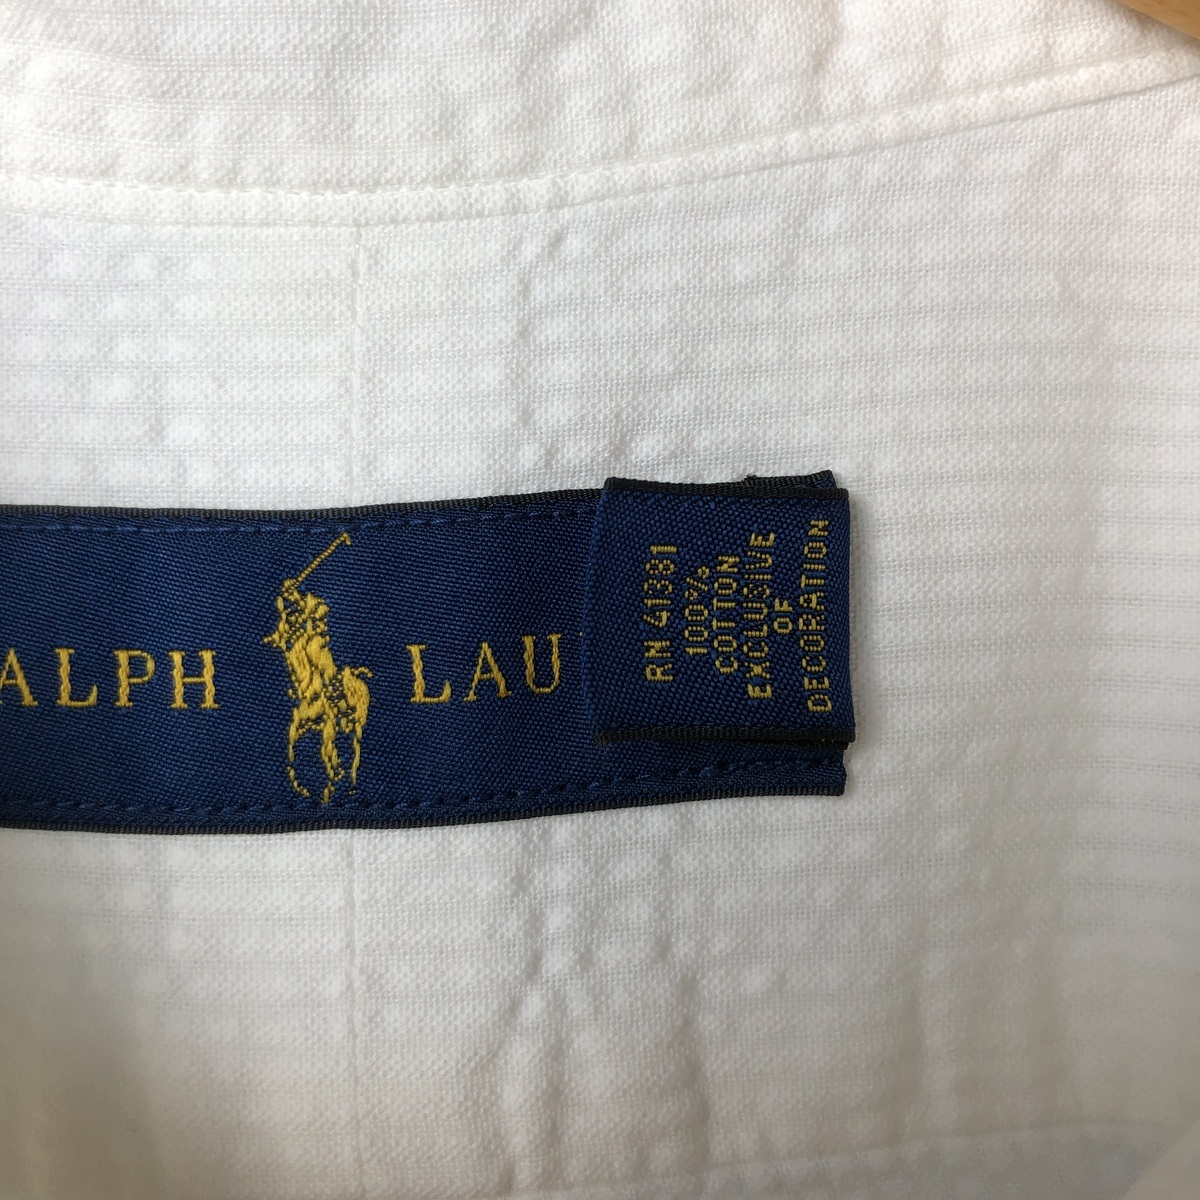 ALPH LAU
RN 41381
100%
COTTON
EXCLUSIVE
OF
DECORATION